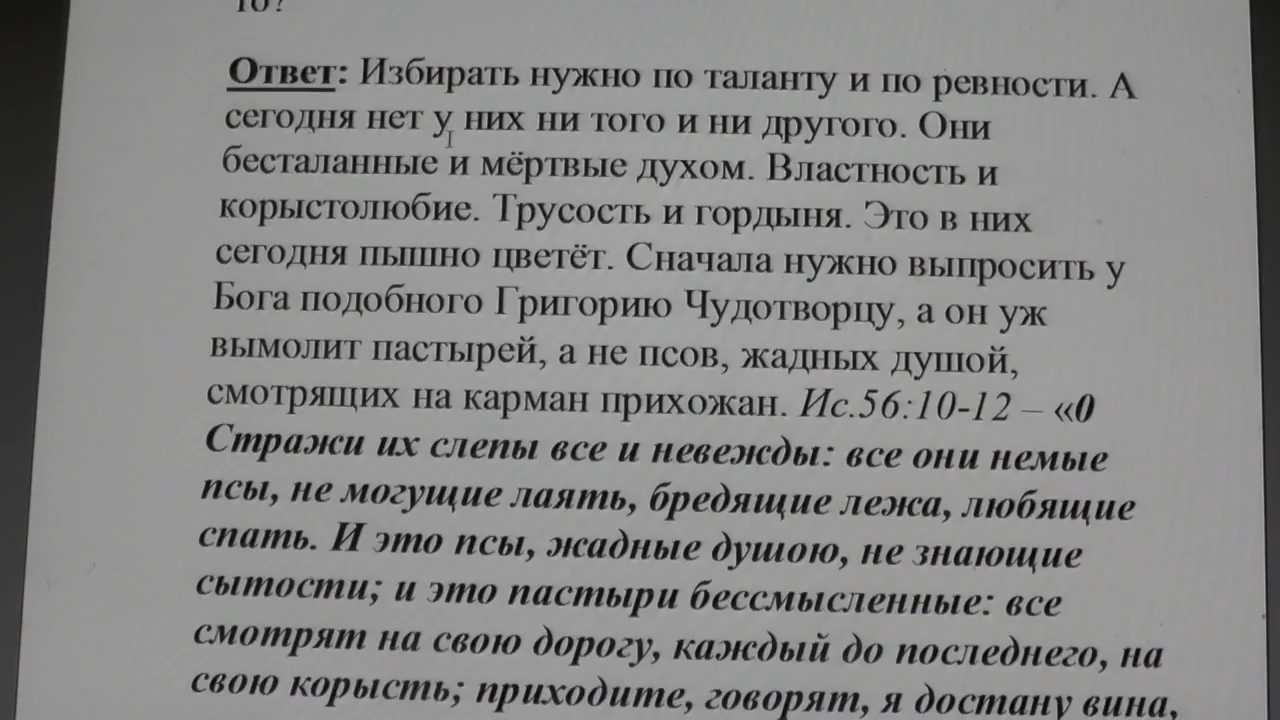 то?
Ответ: Избирать нужно по таланту и по ревности. А
сегодня нет у них ни того и ни другого. Они
бесталанные и мёртвые духом. Властность и
корыстолюбие. Трусость и гордыня. Это в них
сегодня пышно цветёт. Сначала нужно выпросить у
Бога подобного Григорию Чудотворцу, а он уж
вымолит пастырей, а не псов, жадных душой,
смотрящих на карман прихожан. Ис.56:10-12 – «0
Стражи их слепы все и невежды: все они немые
псы, не могущие лаять, бредящие лежа, любящие
спать. И это псы, жадные душою, не знающие
сытости; и это пастыри бессмысленные: все
смотрят на свою дорогу, каждый до последнего, на
свою корысть; приходите, говорят, я достану вина,